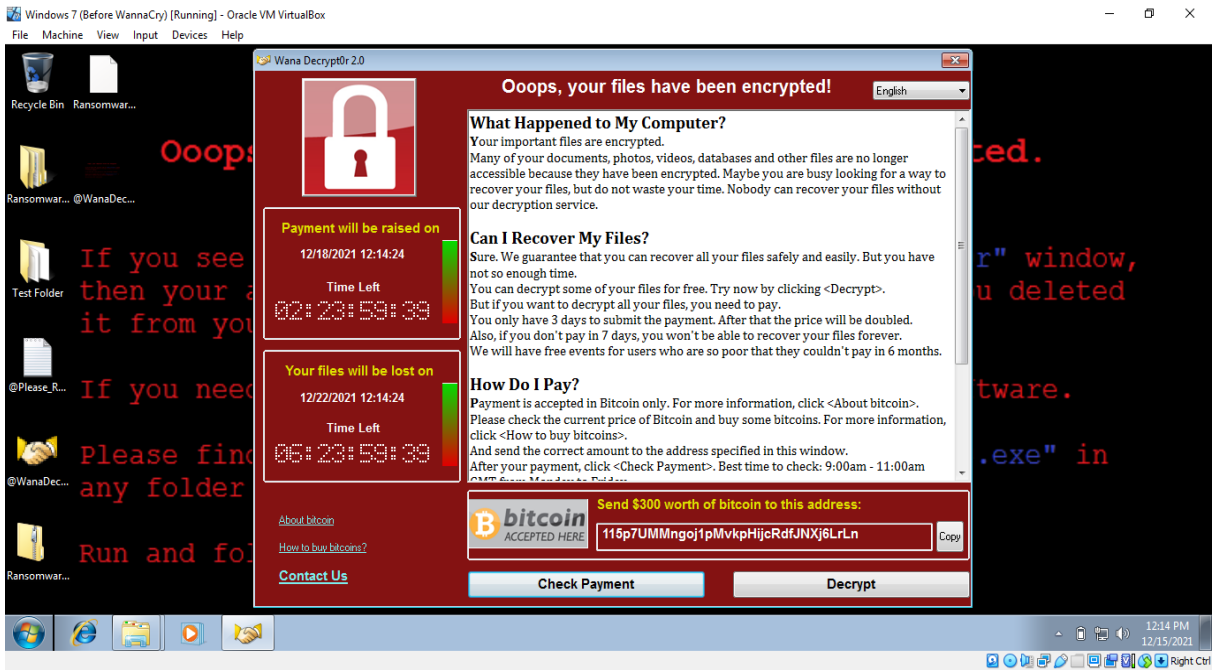 Windows 7 (Before WannaCry) [Running] - Oracle VM VirtualBox
File Machine View Input Devices Help
Recycle Bin
Ransomwar...
Ransomwar...
@WanaDec...
Test Folder
@Please_R...
@WanaDec...
Ransomwar...
Ooop
ted.
If you see
r" window,
then your
u deleted
it from you
If you need
tware.
Please find
.exe" in
any folder
Run and fol
Wana Decrypt0r 2.0
Ooops, your files have been encrypted!
English
Payment will be raised on
12/18/2021 12:14:24
Time Left
02:23:59:39
Your files will be lost on
12/22/2021 12:14:24
Time Left
06:23:59:39
About bitcoin
How to buy bitcoins?
Contact Us
What Happened to My Computer?
Your important files are encrypted.
Many of your documents, photos, videos, databases and other files are no longer
accessible because they have been encrypted. Maybe you are busy looking for a way to
recover your files, but do not waste your time. Nobody can recover your files without
our decryption service.
Can I Recover My Files?
Sure. We guarantee that you can recover all your files safely and easily. But you have
not so enough time.
You can decrypt some of your files for free. Try now by clicking <Decrypt>.
But if you want to decrypt all your files, you need to pay.
You only have 3 days to submit the payment. After that the price will be doubled.
Also, if you don't pay in 7 days, you won't be able to recover your files forever.
We will have free events for users who are so poor that they couldn't pay in 6 months.
How Do I Pay?
Payment is accepted in Bitcoin only. For more information, click <About bitcoin>.
Please check the current price of Bitcoin and buy some bitcoins. For more information,
click <How to buy bitcoins>.
And send the correct amount to the address specified in this window.
After your payment, click <Check Payment>. Best time to check: 9:00am - 11:00am
GMT from Monday to Friday.
bitcoin
ACCEPTED HERE
Send $300 worth of bitcoin to this address:
115p7UMMngoj1pMvkpHijcRdfJNXj6LrLn
Copy
Check Payment
Decrypt
12:14 PM
12/15/2021
Right Ctrl